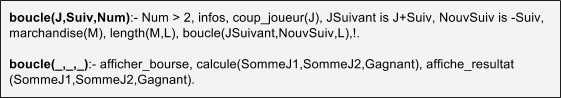 boucle(J,Suiv,Num):- Num > 2, infos, coup_joueur(J), JSuivant is J+Suiv, NouvSuiv is -Suiv,
marchandise(M), length(M,L), boucle(JSuivant,NouvSuiv,L),!.
boucle(_,_,_):- afficher_bourse, calcule(SommeJ1,SommeJ2,Gagnant), affiche_resultat
(SommeJ1,SommeJ2,Gagnant).